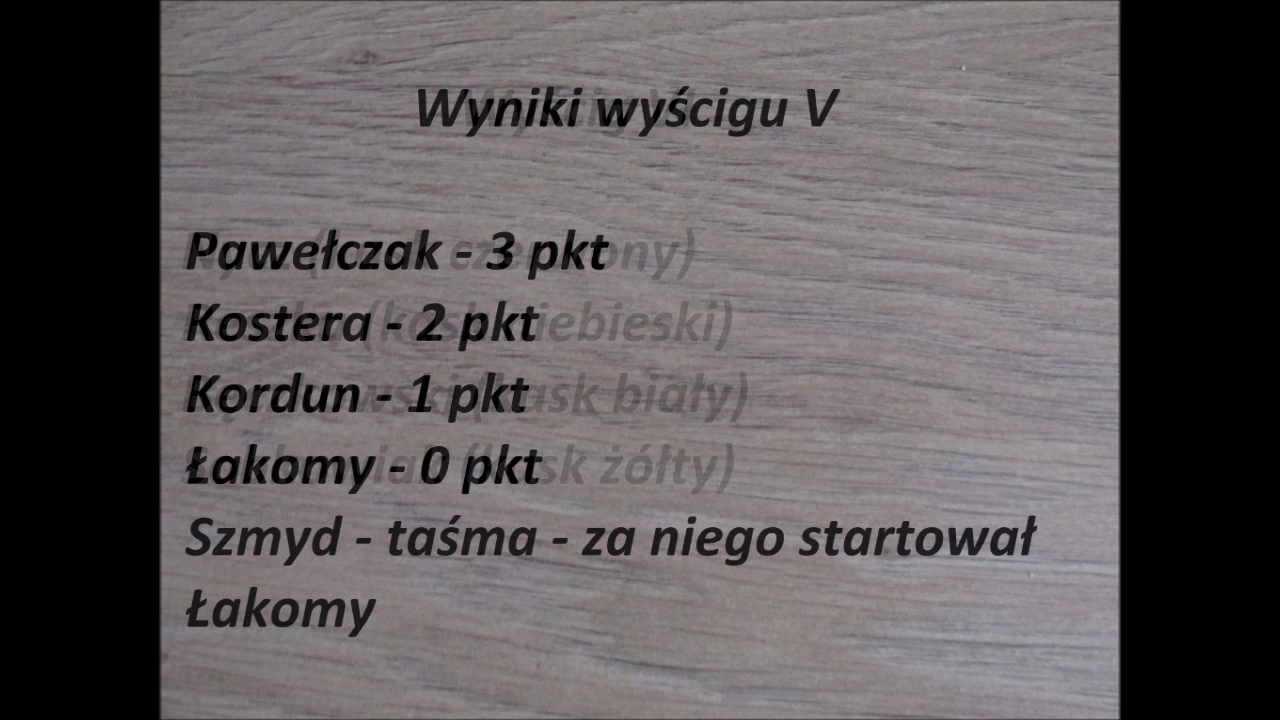 Wyniki wyścigu V
Pawełczak - 3 pkt
Kostera - 2 pkt
Kordun - 1 pkt
Łakomy - 0 pkt
Szmyd - taśma - za niego startował
Łakomy